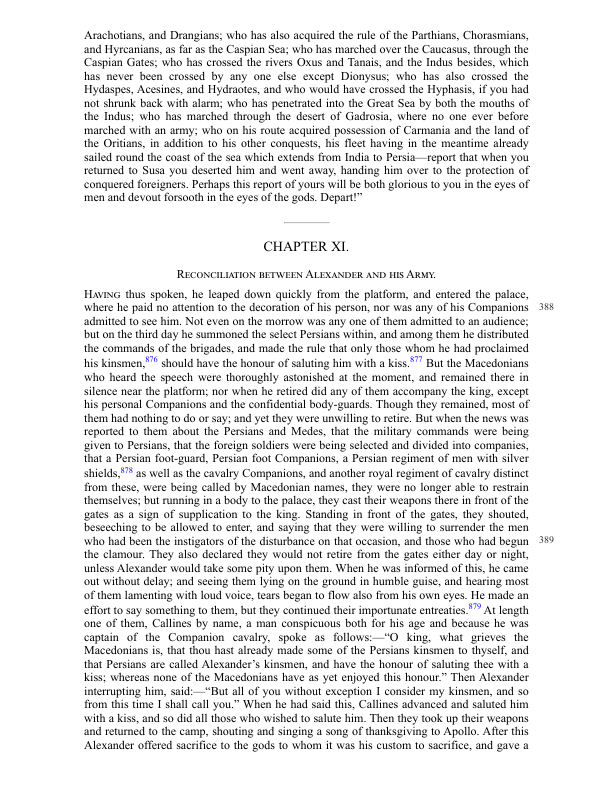 Arachotians, and Drangians; who has also acquired the rule of the Parthians, Chorasmians,
and Hyrcanians, as far as the Caspian Sea; who has marched over the Caucasus, through the
Caspian Gates; who has crossed the rivers Oxus and Tanais, and the Indus besides, which
has never been crossed by any one else except Dionysus; who has also crossed the
Hydaspes, Acesines, and Hydraotes, and who would have crossed the Hyphasis, if you had
not shrunk back with alarm; who has penetrated into the Great Sea by both the mouths of
the Indus; who has marched through the desert of Gadrosia, where no one ever before
marched with an army; who on his route acquired possession of Carmania and the land of
the Oritians, in addition to his other conquests, his fleet having in the meantime already
sailed round the coast of the sea which extends from India to Persia—report that when you
returned to Susa you deserted him and went away, handing him over to the protection of
conquered foreigners. Perhaps this report of yours will be both glorious to you in the eyes of
men and devout forsooth in the eyes of the gods. Depart!”
CHAPTER XI.
Reconciliation between Alexander and his Army.
Having thus spoken, he leaped down quickly from the platform, and entered the palace,
where he paid no attention to the decoration of his person, nor was any of his Companions 388
admitted to see him. Not even on the morrow was any one of them admitted to an audience;
but on the third day he summoned the select Persians within, and among them he distributed
the commands of the brigades, and made the rule that only those whom he had proclaimed
his kinsmen,876 should have the honour of saluting him with a kiss.877 But the Macedonians
who heard the speech were thoroughly astonished at the moment, and remained there in
silence near the platform; nor when he retired did any of them accompany the king, except
his personal Companions and the confidential body-guards. Though they remained, most of
them had nothing to do or say; and yet they were unwilling to retire. But when the news was
reported to them about the Persians and Medes, that the military commands were being
given to Persians, that the foreign soldiers were being selected and divided into companies,
that a Persian foot-guard, Persian foot Companions, a Persian regiment of men with silver
shields,878 as well as the cavalry Companions, and another royal regiment of cavalry distinct
from these, were being called by Macedonian names, they were no longer able to restrain
themselves; but running in a body to the palace, they cast their weapons there in front of the
gates as a sign of supplication to the king. Standing in front of the gates, they shouted,
beseeching to be allowed to enter, and saying that they were willing to surrender the men
who had been the instigators of the disturbance on that occasion, and those who had begun 389
the clamour. They also declared they would not retire from the gates either day or night,
unless Alexander would take some pity upon them. When he was informed of this, he came
out without delay; and seeing them lying on the ground in humble guise, and hearing most
of them lamenting with loud voice, tears began to flow also from his own eyes. He made an
effort to say something to them, but they continued their importunate entreaties.879 At length
one of them, Callines by name, a man conspicuous both for his age and because he was
captain of the Companion cavalry, spoke as follows:—“O king, what grieves the
Macedonians is, that thou hast already made some of the Persians kinsmen to thyself, and
that Persians are called Alexander’s kinsmen, and have the honour of saluting thee with a
kiss; whereas none of the Macedonians have as yet enjoyed this honour.” Then Alexander
interrupting him, said:—“But all of you without exception I consider my kinsmen, and so
from this time I shall call you.” When he had said this, Callines advanced and saluted him
with a kiss, and so did all those who wished to salute him. Then they took up their weapons
and returned to the camp, shouting and singing a song of thanksgiving to Apollo. After this
Alexander offered sacrifice to the gods to whom it was his custom to sacrifice, and gave a